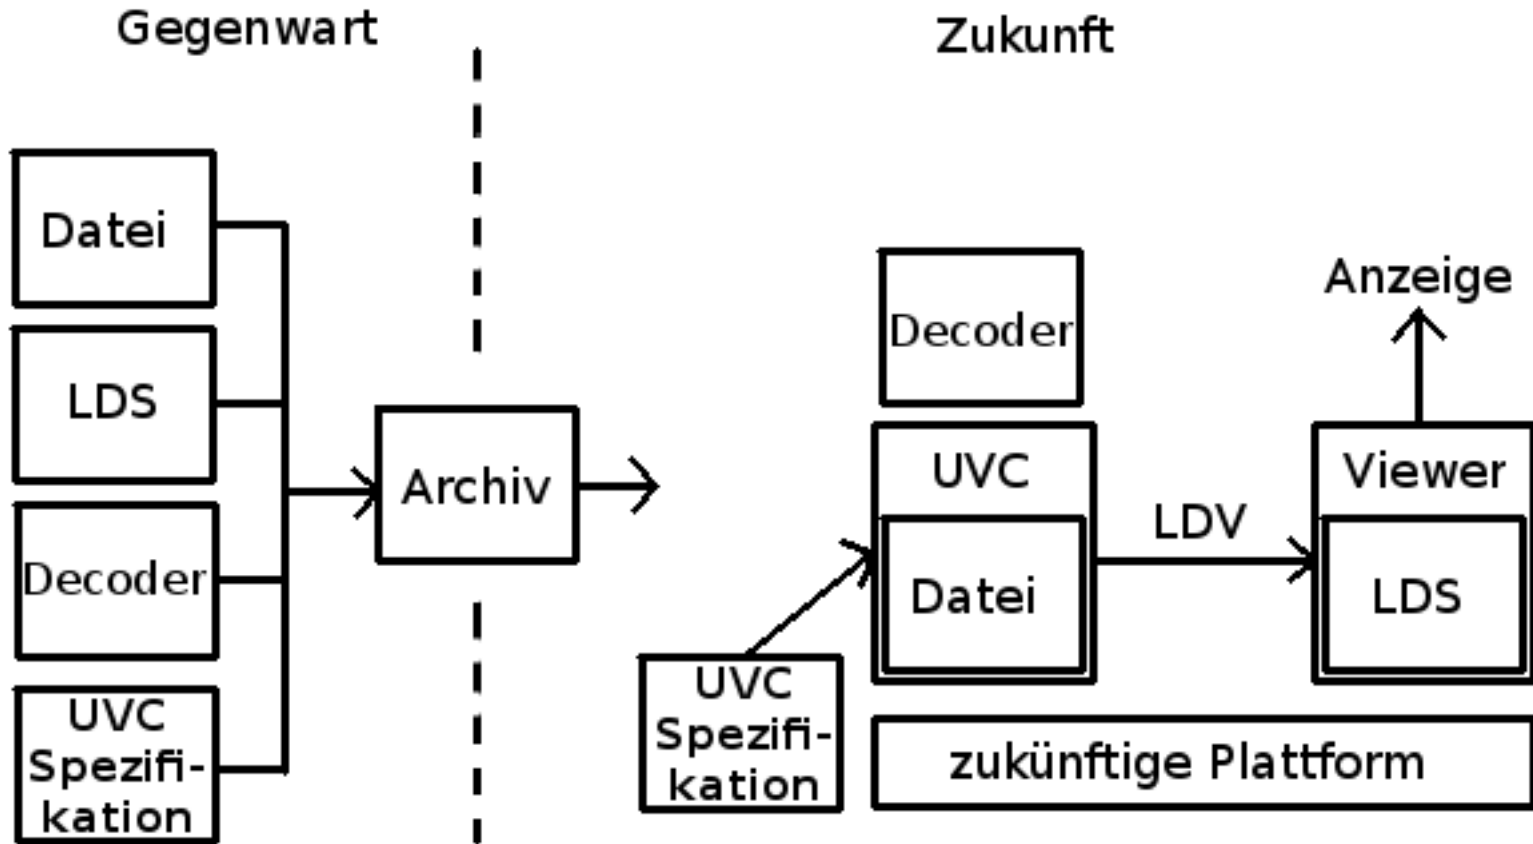 Gegenwart
Zukunft
Datei
LDS
Decoder
UVC
Spezifi-
kation
Archiv
Decoder
UVC
Datei
UVC
Spezifi-
kation
LDV
Anzeige
Viewer
LDS
zukünftige Plattform